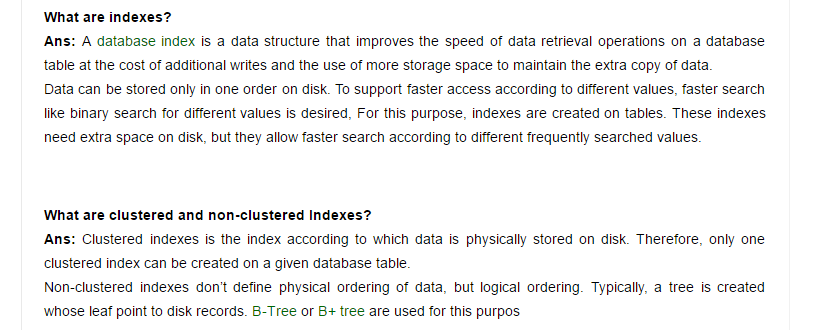 What are indexes?
Ans: A database index is a data structure that improves the speed of data retrieval operations on a database
table at the cost of additional writes and the use of more storage space to maintain the extra copy of data.
Data can be stored only in one order on disk. To support faster access according to different values, faster search
like binary search for different values is desired, For this purpose, indexes are created on tables. These indexes
need extra space on disk, but they allow faster search according to different frequently searched values.
What are clustered and non-clustered Indexes?
Ans: Clustered indexes is the index according to which data is physically stored on disk. Therefore, only one
clustered index can be created on a given database table.
Non-clustered indexes don’t define physical ordering of data, but logical ordering. Typically, a tree is created
whose leaf point to disk records. B-Tree or B+ tree are used for this purpos